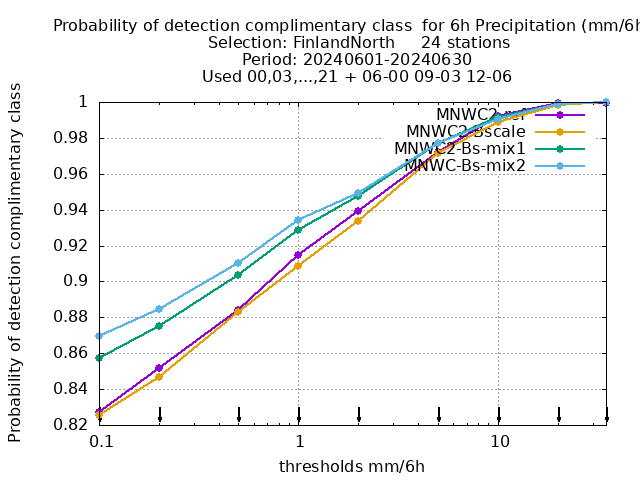 Probability of detection complimentary class  for 6h Precipitation (mm/6h
Selection: FinlandNorth     24 stations
Period: 20240601-20240630
Used 00,03,...,21 + 06-00 09-03 12-06
Probability of detection complimentary class
1
0.98
0.96
0.94
0.92
0.9
0.88
0.86
0.84
0.82
MNWC2-ref
MNWC2-Bscale
MNWC2-Bs-mix1
MNWC-Bs-mix2
0.1
1
10
thresholds mm/6h